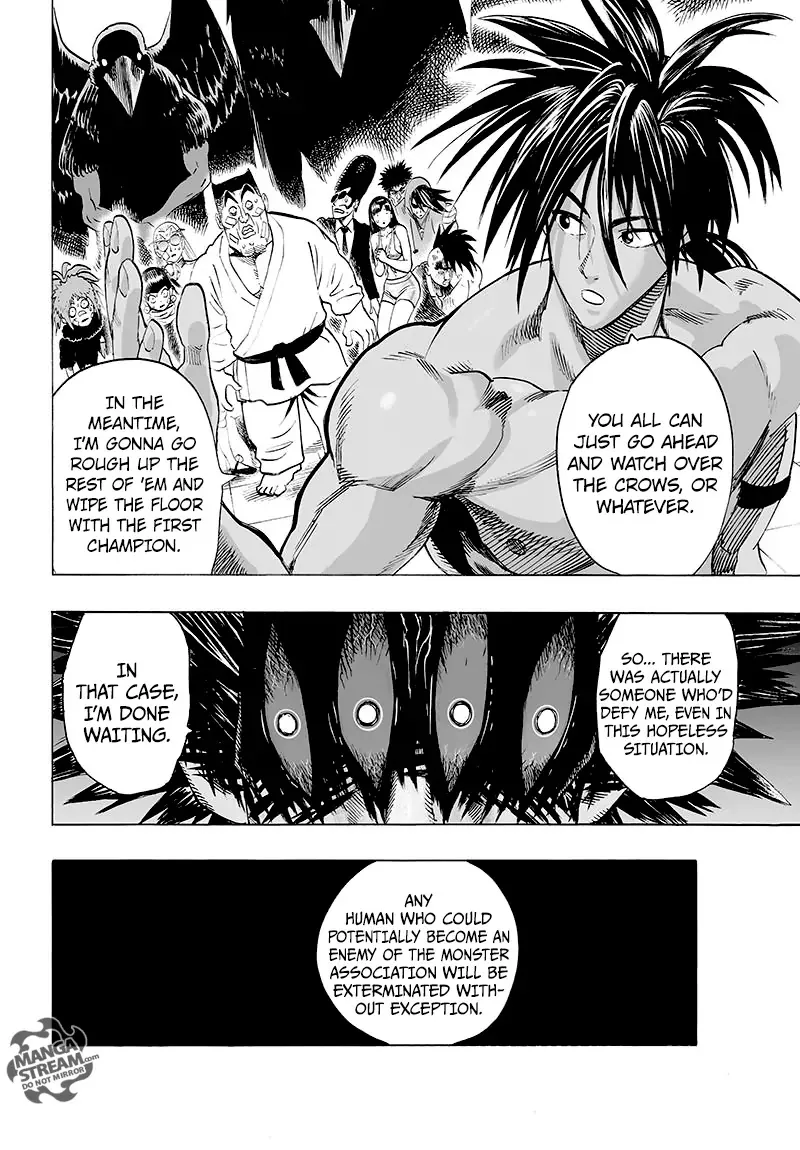 YOU ALL CAN
JUST GO AHEAD
AND WATCH OVER
THE CROWS, OR
WHATEVER.
IN THE
MEANTIME,
I'M GONNA GO
ROUGH UP THE
REST OF 'EM AND
WIPE THE FLOOR
WITH THE FIRST
CHAMPION.
SO... THERE
WAS ACTUALLY
SOMEONE WHO'D
DEFY ME, EVEN IN
THIS HOPELESS
SITUATION.
IN
THAT CASE,
I'M DONE
WAITING.
ANY
HUMAN WHO COULD
POTENTIALLY BECOME AN
ENEMY OF THE MONSTER
ASSOCIATION WILL BE
EXTERMINATED WITH-
OUT EXCEPTION.
MANGA
STREAM.com
DO NOT MIRROR!